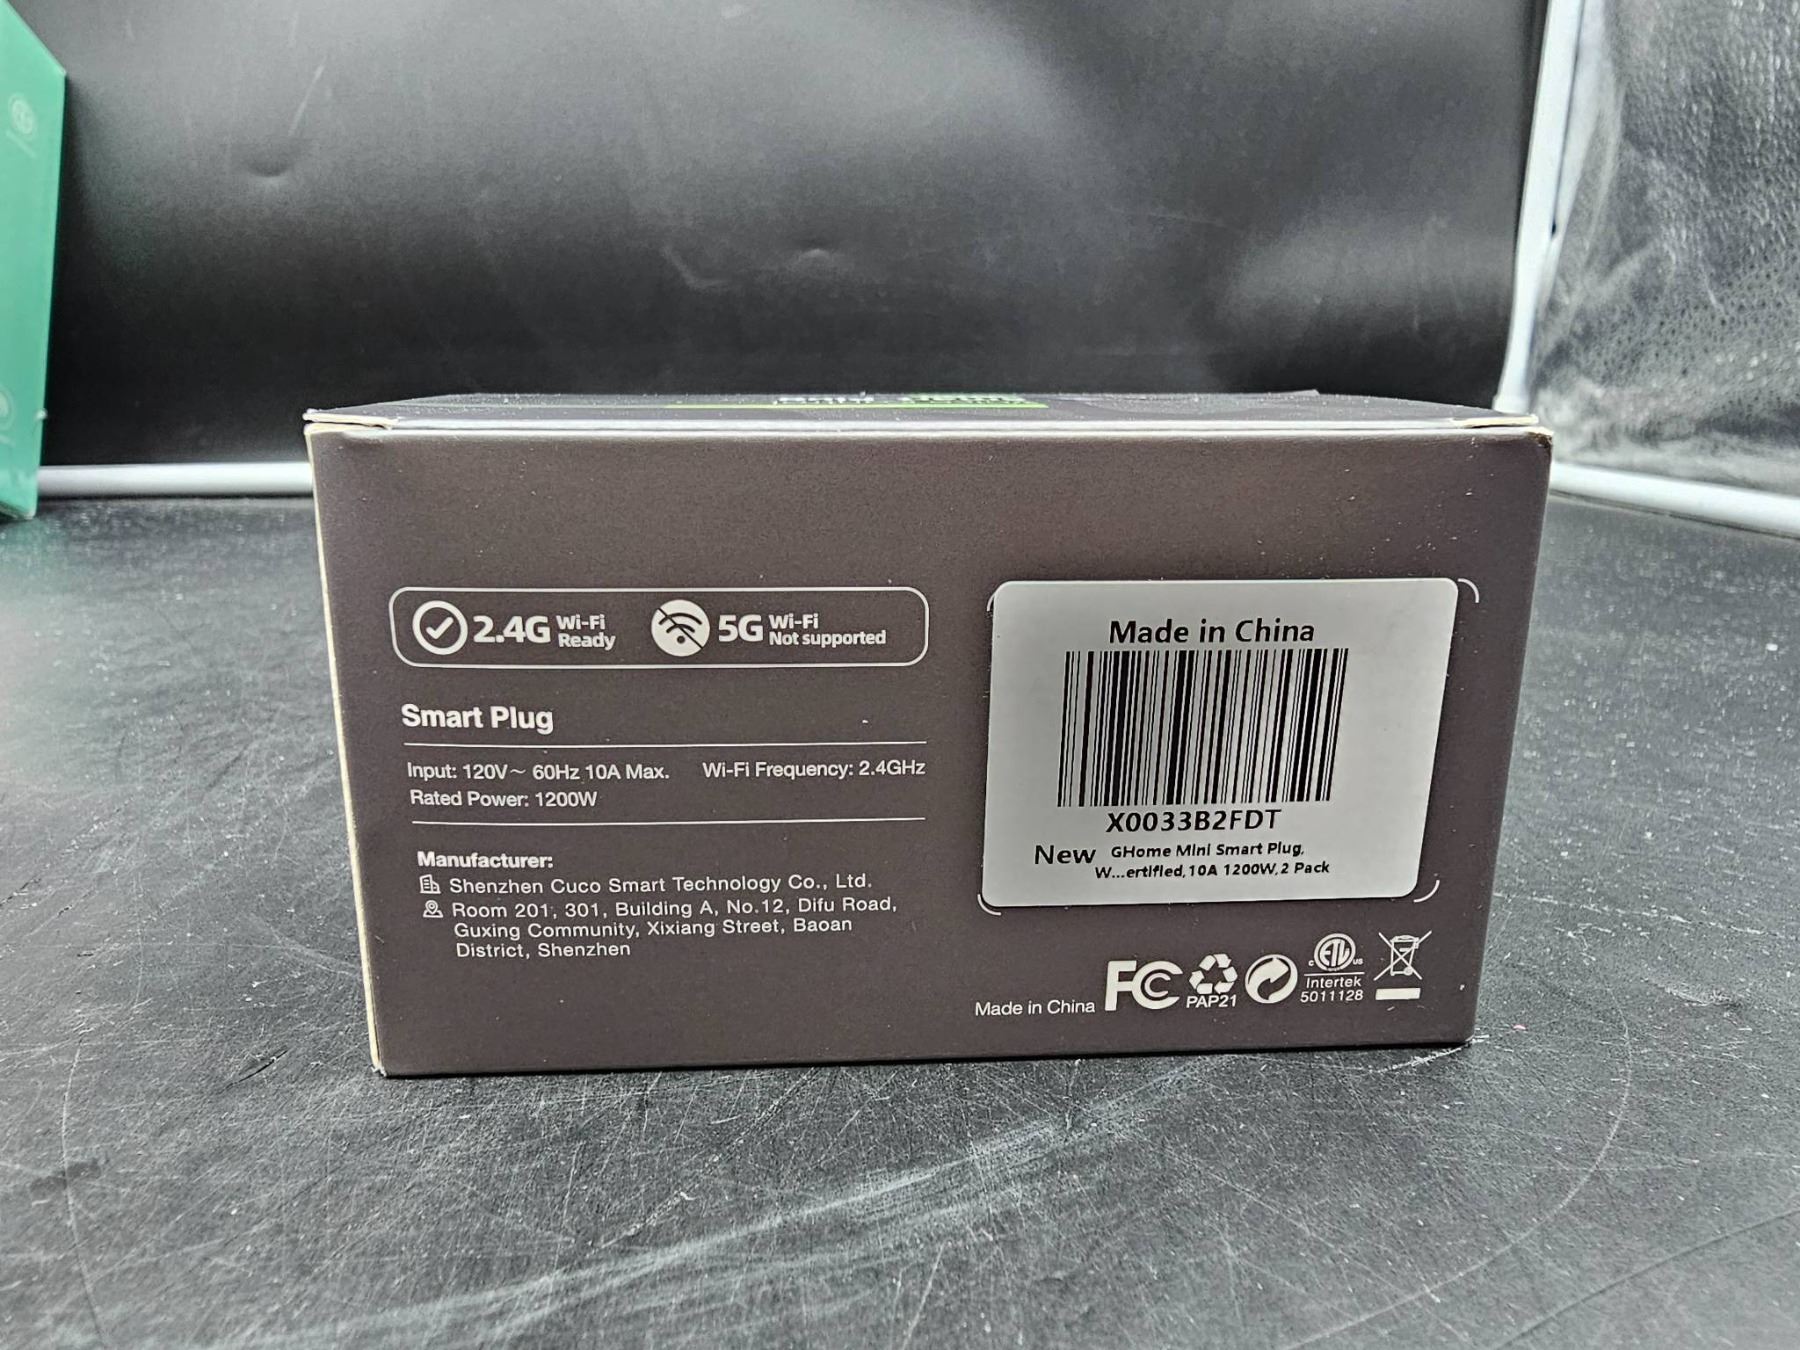 2.4G Wi-Fi Ready
5G Wi-Fi Not supported
Smart Plug
Input: 120V~ 60Hz 10A Max. Wi-Fi Frequency: 2.4GHz
Rated Power: 1200W
Manufacturer:
Shenzhen Cuco Smart Technology Co., Ltd.
Room 201, 301, Building A, No.12, Difu Road,
Guxing Community, Xixiang Street, Baoan
District, Shenzhen
Made in China
X0033B2FDT
New GHome Mini Smart Plug,
W...ertified,10A 1200W,2 Pack
Made in China
FC
PAP21
c ETL us
Intertek
5011128